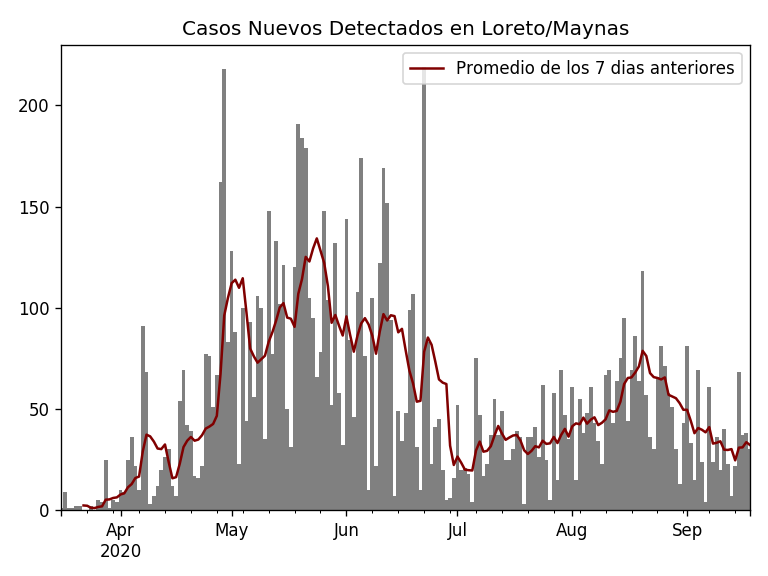 Casos Nuevos Detectados en Loreto/Maynas
Promedio de los 7 dias anteriores
200
150
100
50
0
Apr May Jun Jul Aug Sep
2020